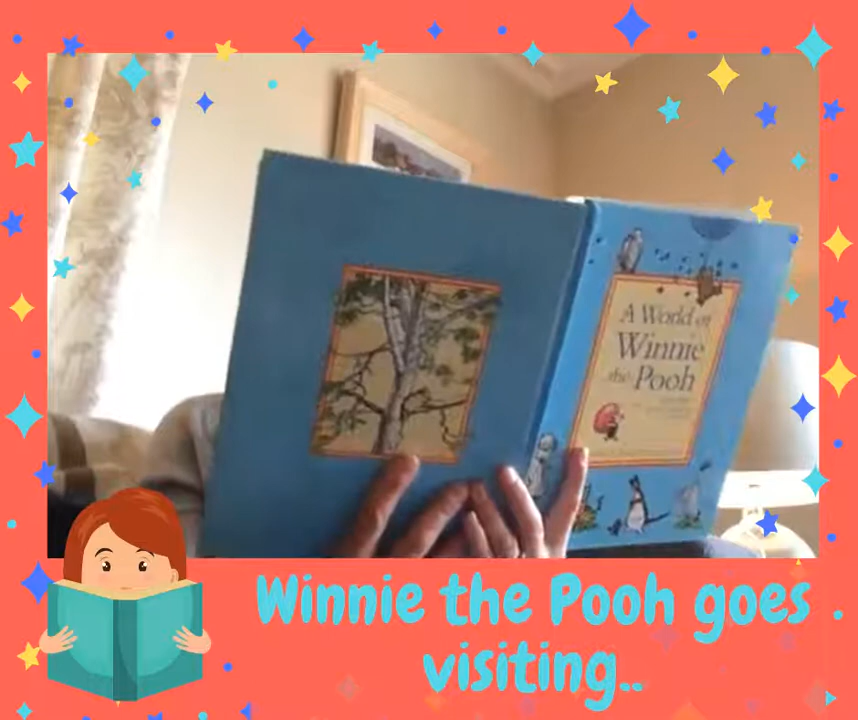 A World of
Winnie
the Pooh
Winnie the Pooh goes
visiting..